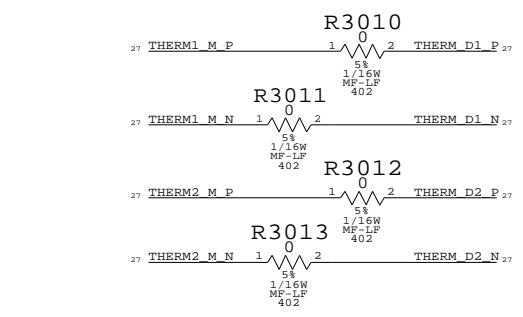 R3010
0
27 THERM1_M_P 1 2 THERM_D1_P 27
5%
1/16W
MF-LF
402
R3011
0
27 THERM1_M_N 1 2 THERM_D1_N 27
5%
1/16W
MF-LF
402
R3012
0
27 THERM2_M_P 1 2 THERM_D2_P 27
5%
1/16W
MF-LF
402
R3013
0
27 THERM2_M_N 1 2 THERM_D2_N 27
5%
1/16W
MF-LF
402